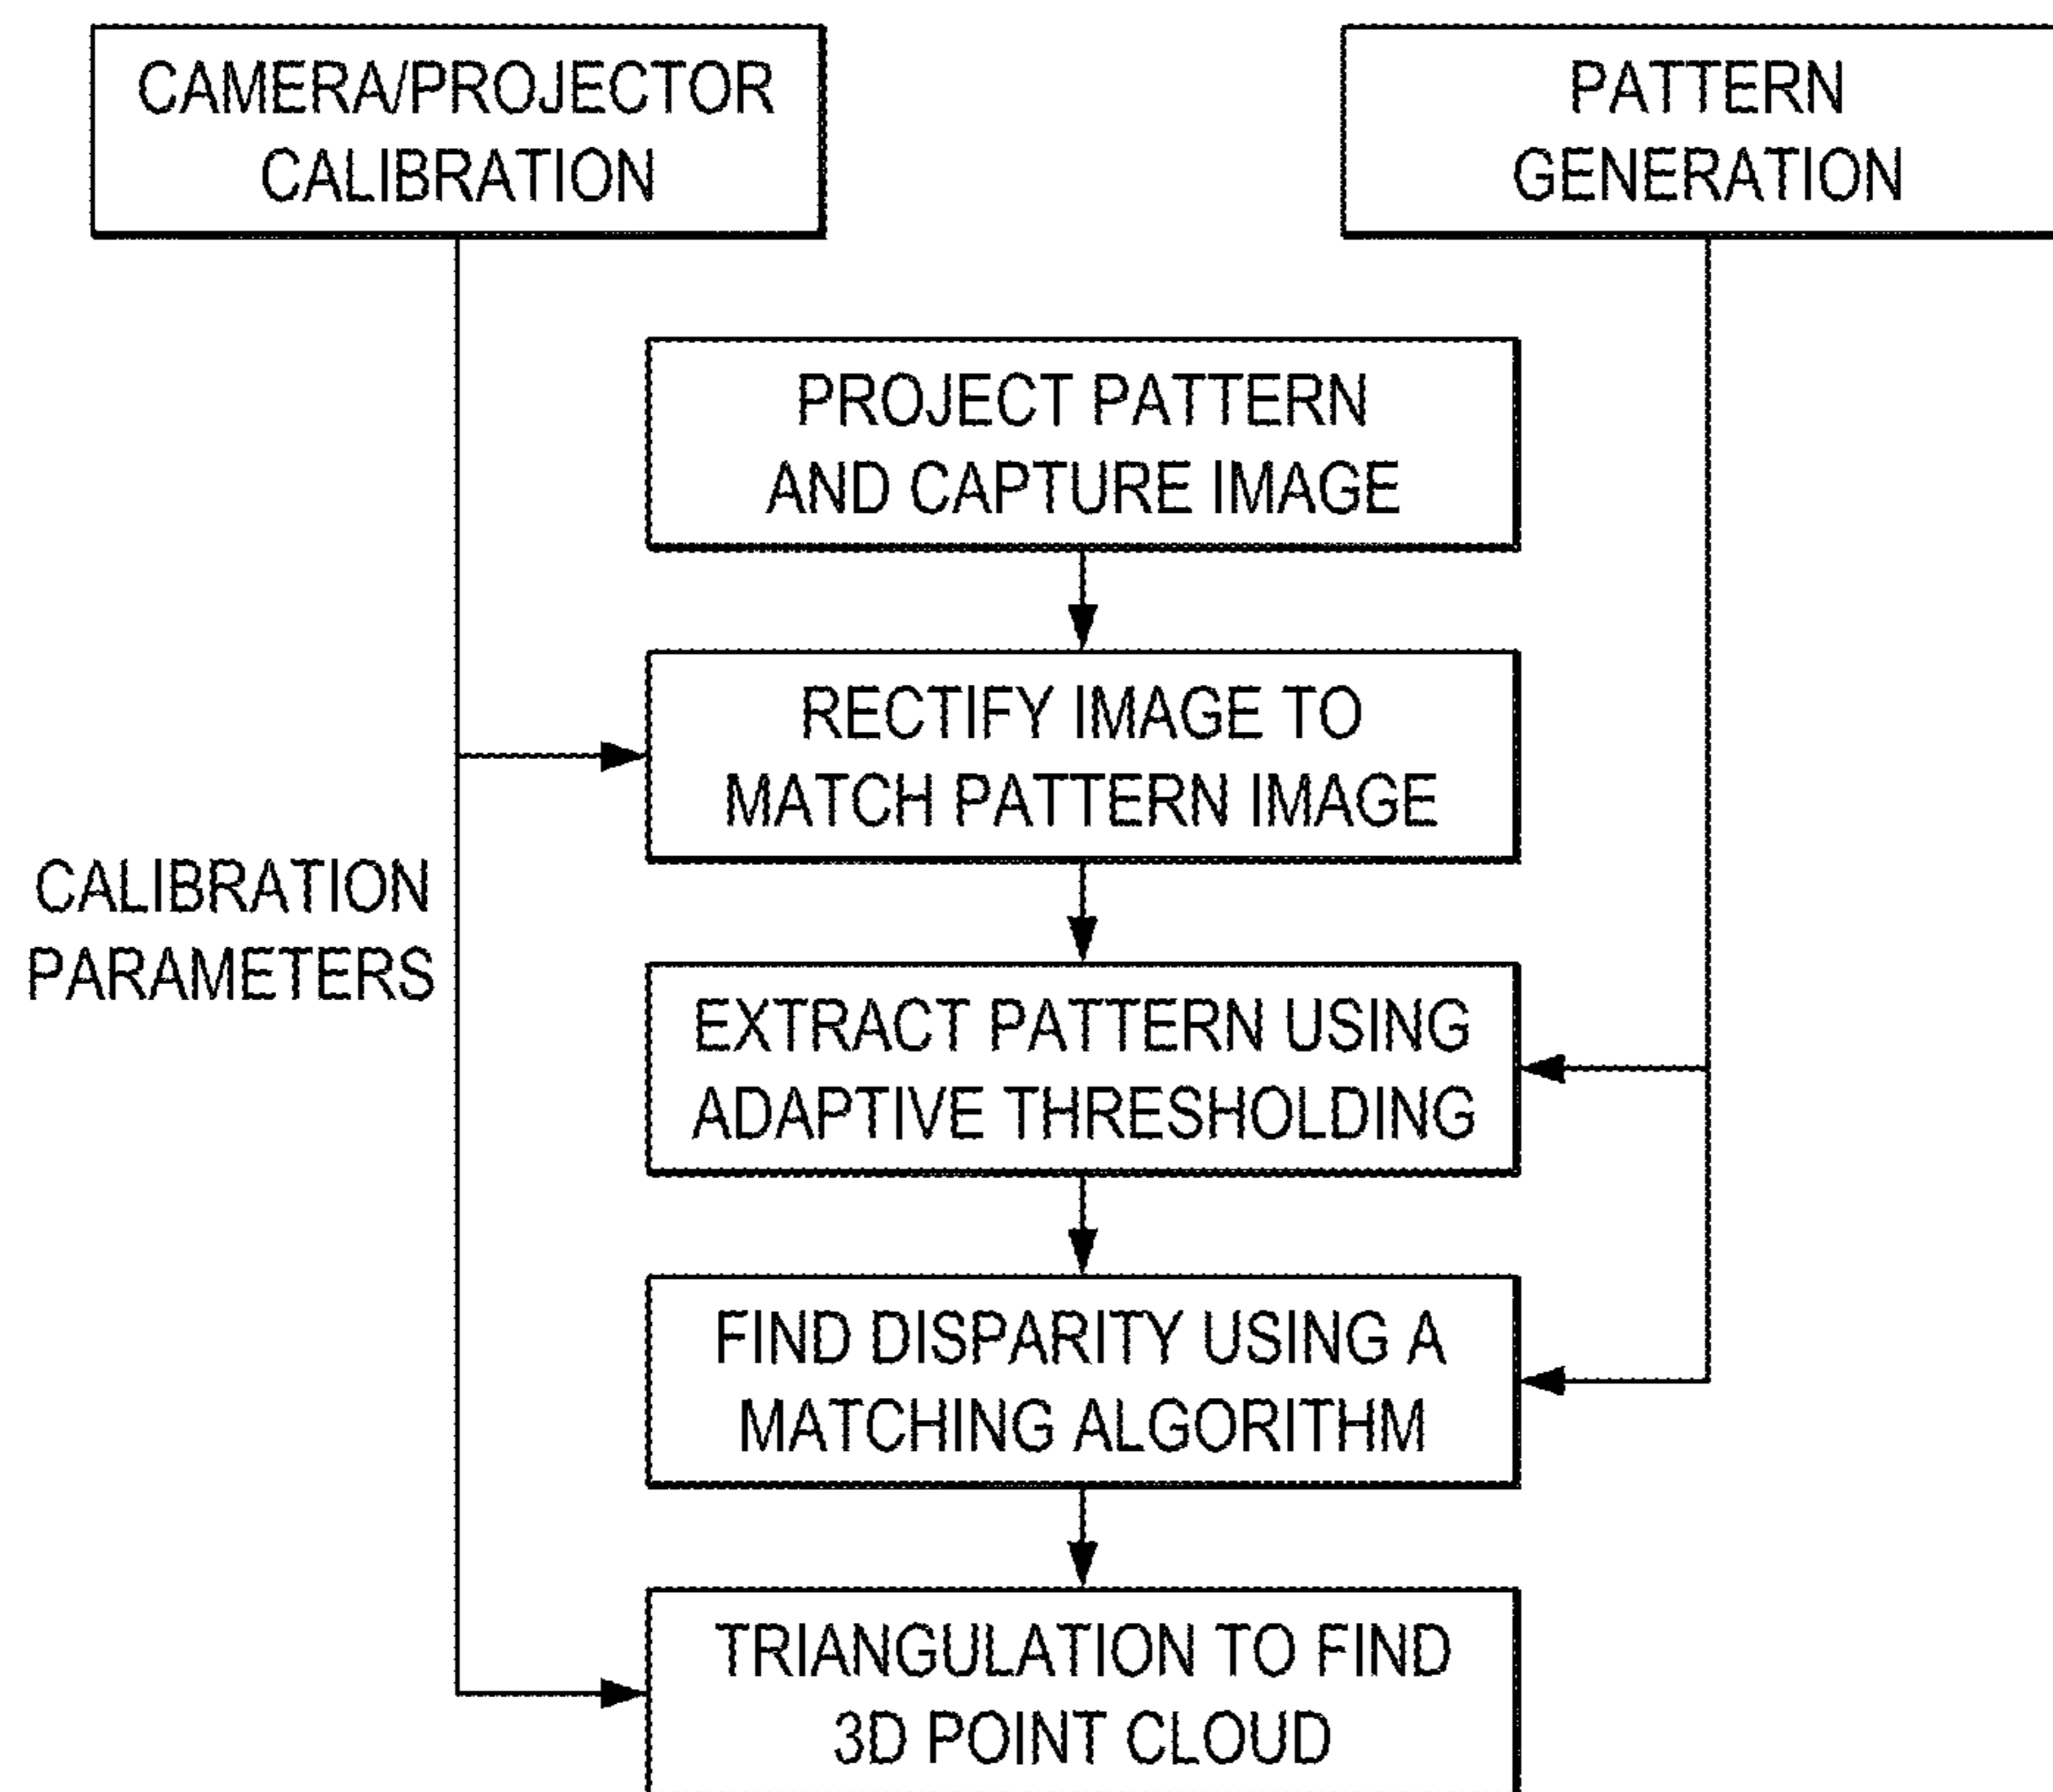 CAMERA/PROJECTOR
CALIBRATION
PATTERN
GENERATION
PROJECT PATTERN
AND CAPTURE IMAGE
RECTIFY IMAGE TO
MATCH PATTERN IMAGE
CALIBRATION
PARAMETERS
EXTRACT PATTERN USING
ADAPTIVE THRESHOLDING
FIND DISPARITY USING A
MATCHING ALGORITHM
TRIANGULATION TO FIND
3D POINT CLOUD